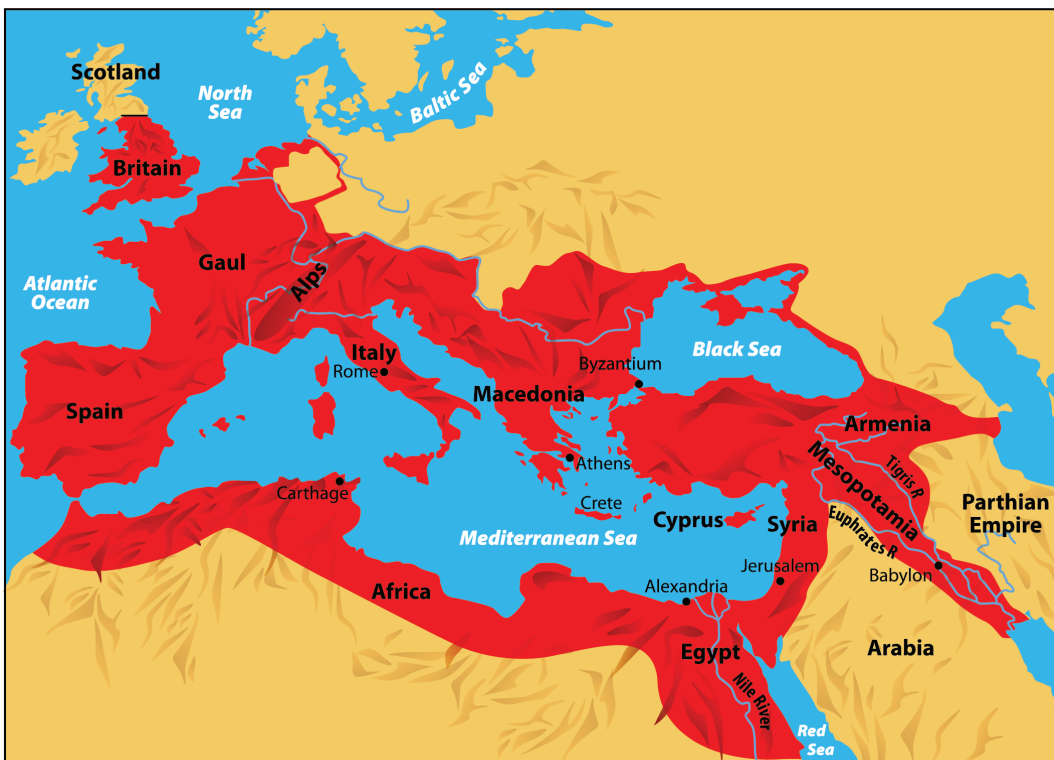 Scotland
North
Sea
Baltic Sea
Britain
Gaul
Alps
Atlantic
Ocean
Italy
Rome
Byzantium
Black Sea
Spain
Macedonia
Armenia
Athens
Mesopotamia
Tigris R
Carthage
Crete
Cyprus
Syria
Euphrates R
Parthian
Empire
Mediterranean Sea
Jerusalem
Babylon
Africa
Alexandria
Egypt
Arabia
Nile River
Red
Sea